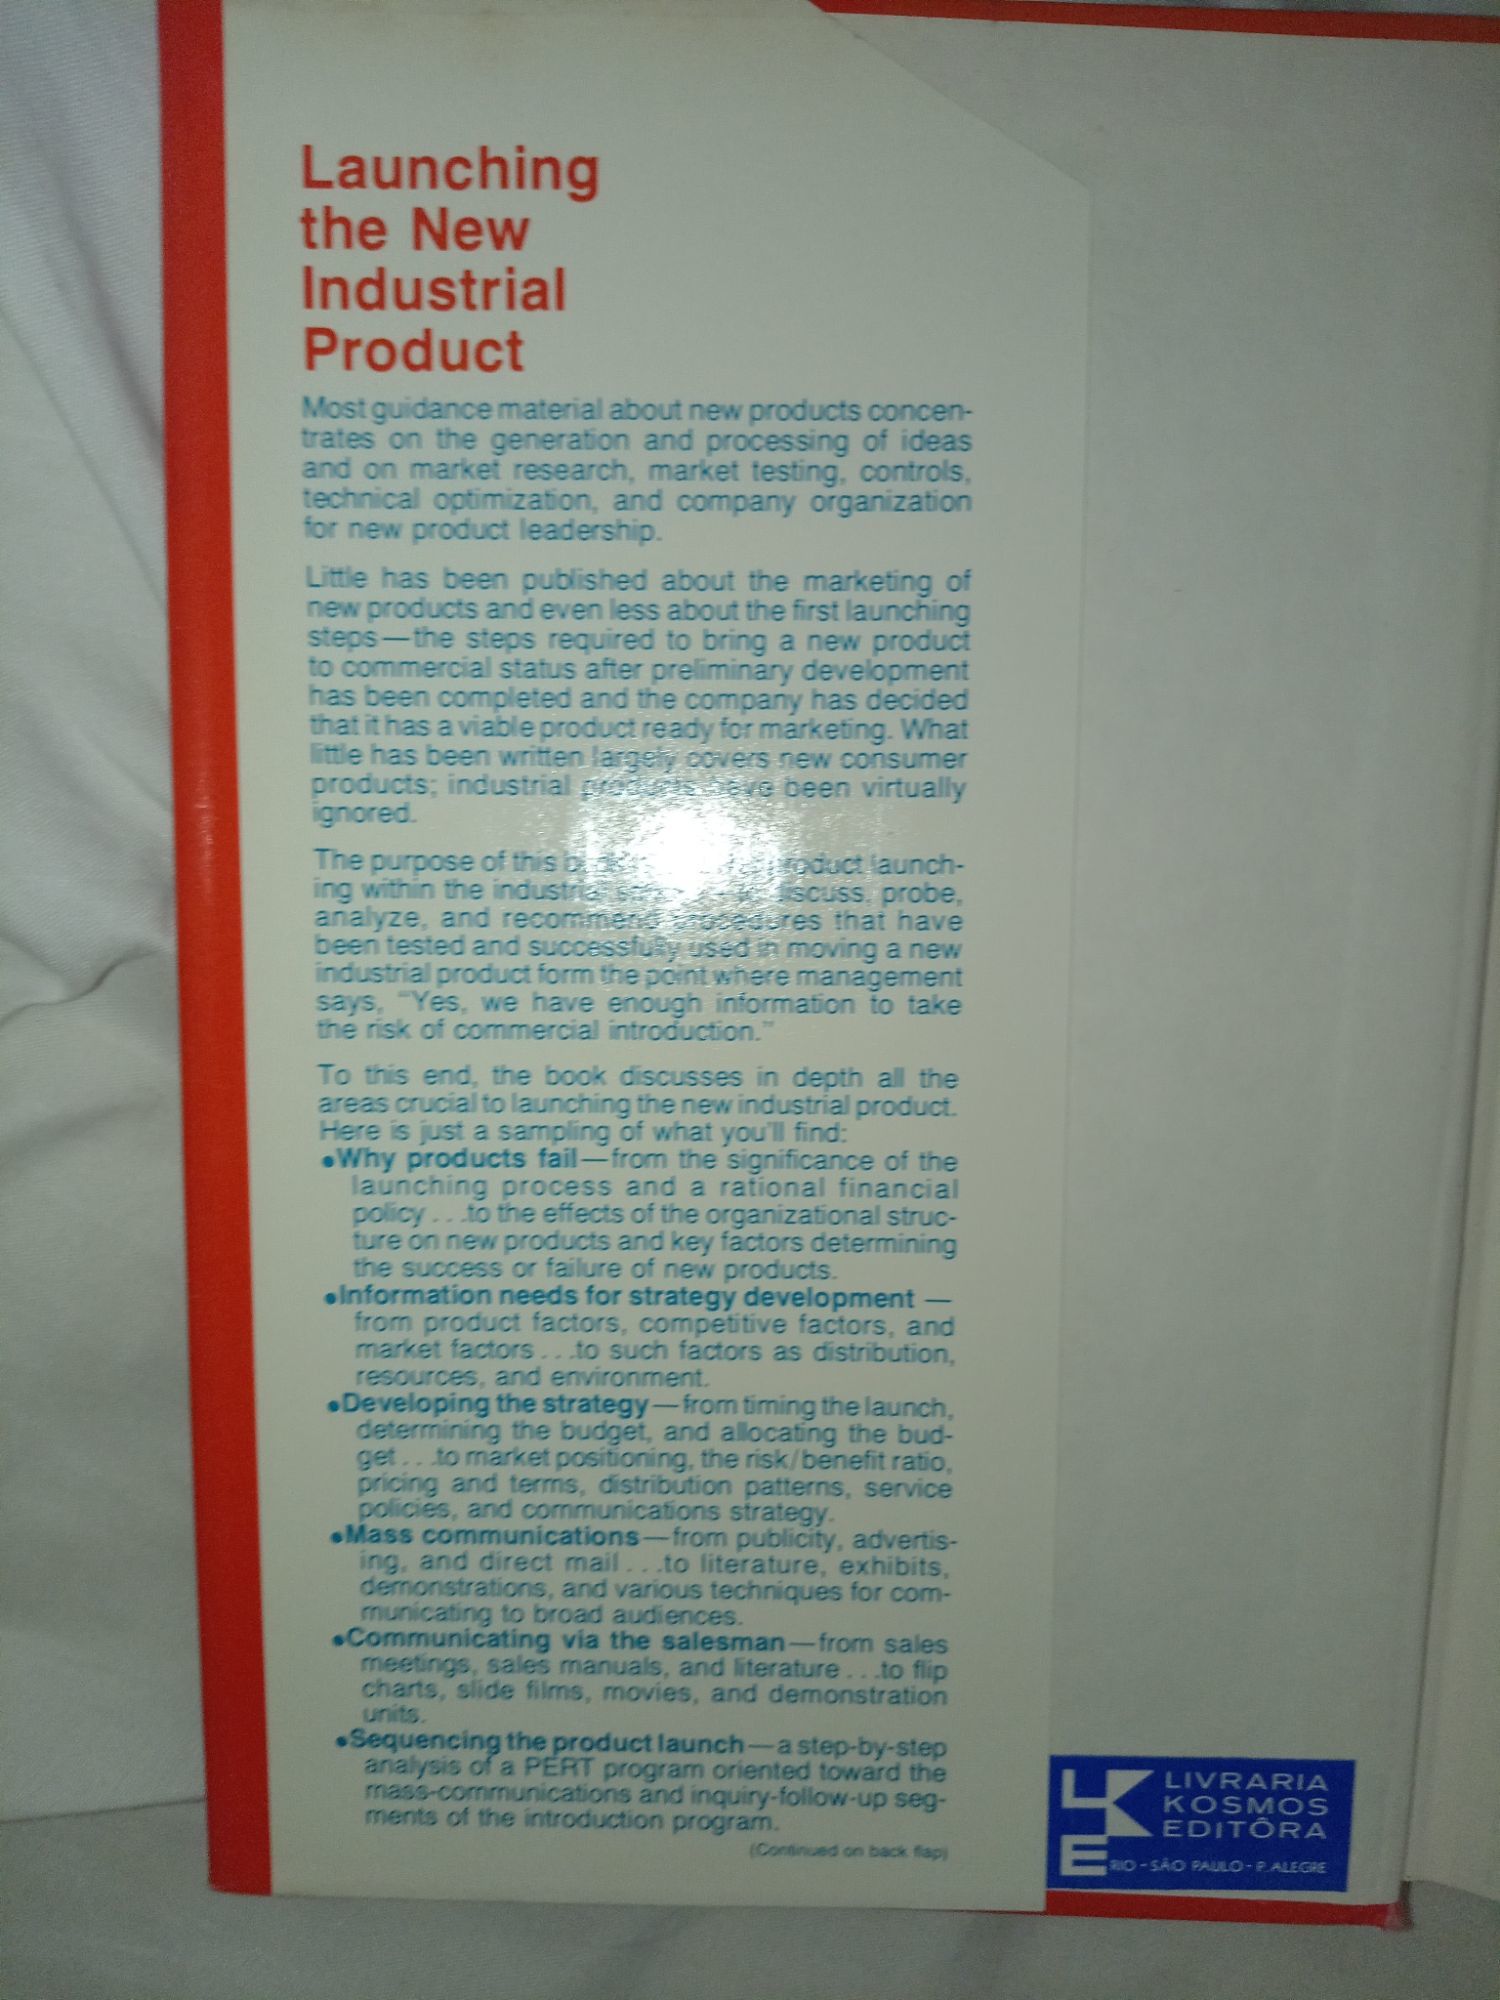 Launching
the New
Industrial
Product
Most guidance material about new products concen-
trates on the generation and processing of ideas
and on market research, market testing, controls,
technical optimization, and company organization
for new product leadership.
Little has been published about the marketing of
new products and even less about the first launching
steps—the steps required to bring a new product
to commercial status after preliminary development
has been completed and the company has decided
that it has a viable product ready for marketing. What
little has been written largely covers new consumer
products; industrial products have been virtually
ignored.
The purpose of this product launch-
ing within the industrial discuss, probe,
analyze, and recommend procedures that have
been tested and successfully used in moving a new
industrial product form the point where management
says, "Yes, we have enough information to take
the risk of commercial introduction."
To this end, the book discusses in depth all the
areas crucial to launching the new industrial product.
Here is just a sampling of what you'll find:
•Why products fail—from the significance of the
launching process and a rational financial
policy . . .to the effects of the organizational struc-
ture on new products and key factors determining
the success or failure of new products.
•Information needs for strategy development —
from product factors, competitive factors, and
market factors . . .to such factors as distribution,
resources, and environment.
•Developing the strategy—from timing the launch,
determining the budget, and allocating the bud-
get . . .to market positioning, the risk/benefit ratio,
pricing and terms, distribution patterns, service
policies, and communications strategy.
•Mass communications—from publicity, advertis-
ing, and direct mail . . .to literature, exhibits,
demonstrations, and various techniques for com-
municating to broad audiences.
•Communicating via the salesman—from sales
meetings, sales manuals, and literature . . .to flip
charts, slide films, movies, and demonstration
units.
•Sequencing the product launch—a step-by-step
analysis of a PERT program oriented toward the
mass-communications and inquiry-follow-up seg-
ments of the introduction program.
(Continued on back flap)
LKE
LIVRARIA
KOSMOS
EDITÔRA
RIO - SÃO PAULO - P. ALEGRE